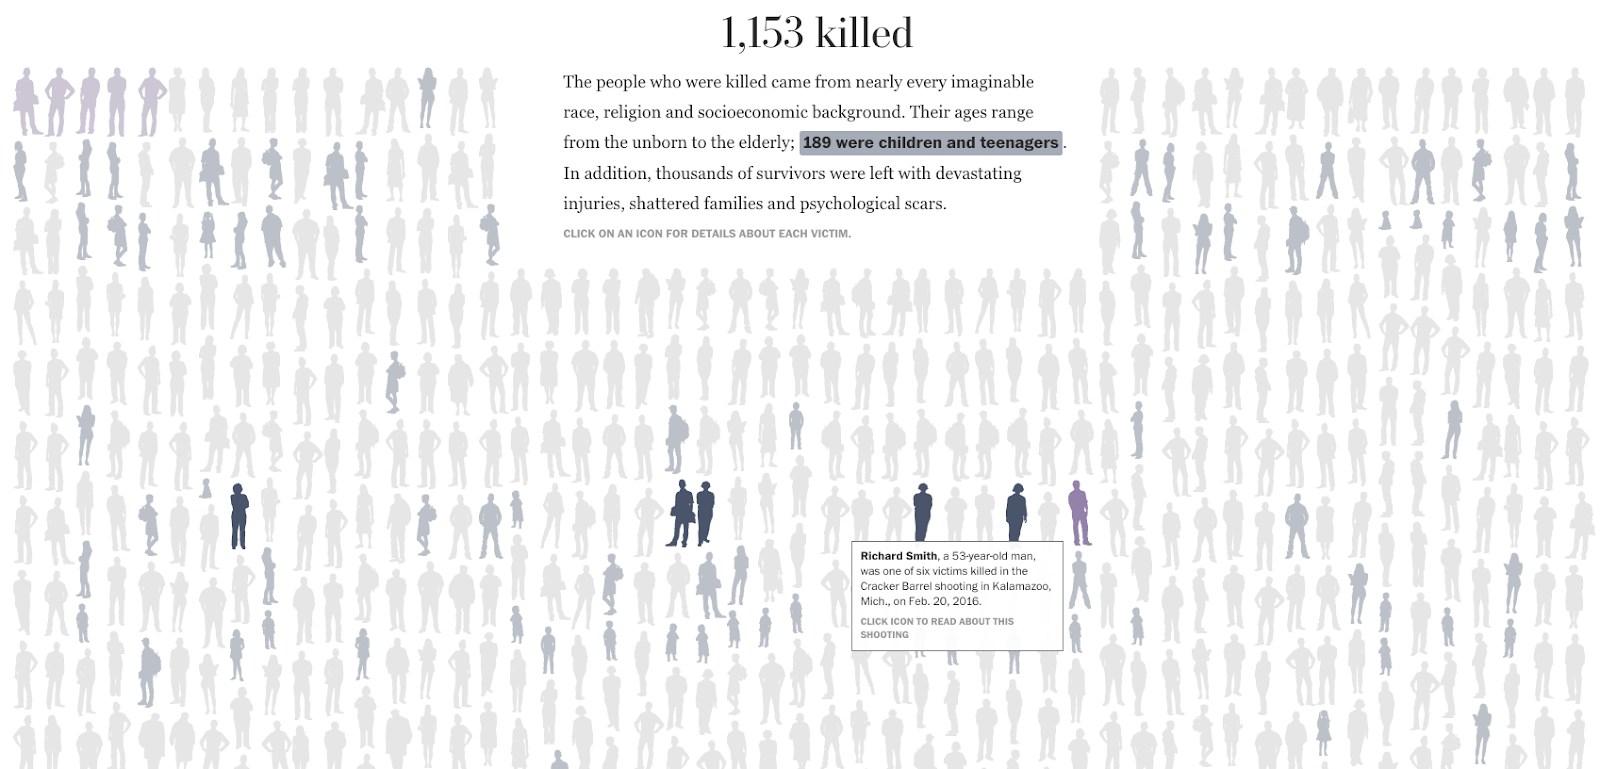 1,153 killed
The people who were killed came from nearly every imaginable
race, religion and socioeconomic background. Their ages range
from the unborn to the elderly; 189 were children and teenagers.
In addition, thousands of survivors were left with devastating
injuries, shattered families and psychological scars.
CLICK ON AN ICON FOR DETAILS ABOUT EACH VICTIM.
Richard Smith, a 53-year-old man,
was one of six victims killed in the
Cracker Barrel shooting in Kalamazoo,
Mich., on Feb. 20, 2016.
CLICK ICON TO READ ABOUT THIS
SHOOTING